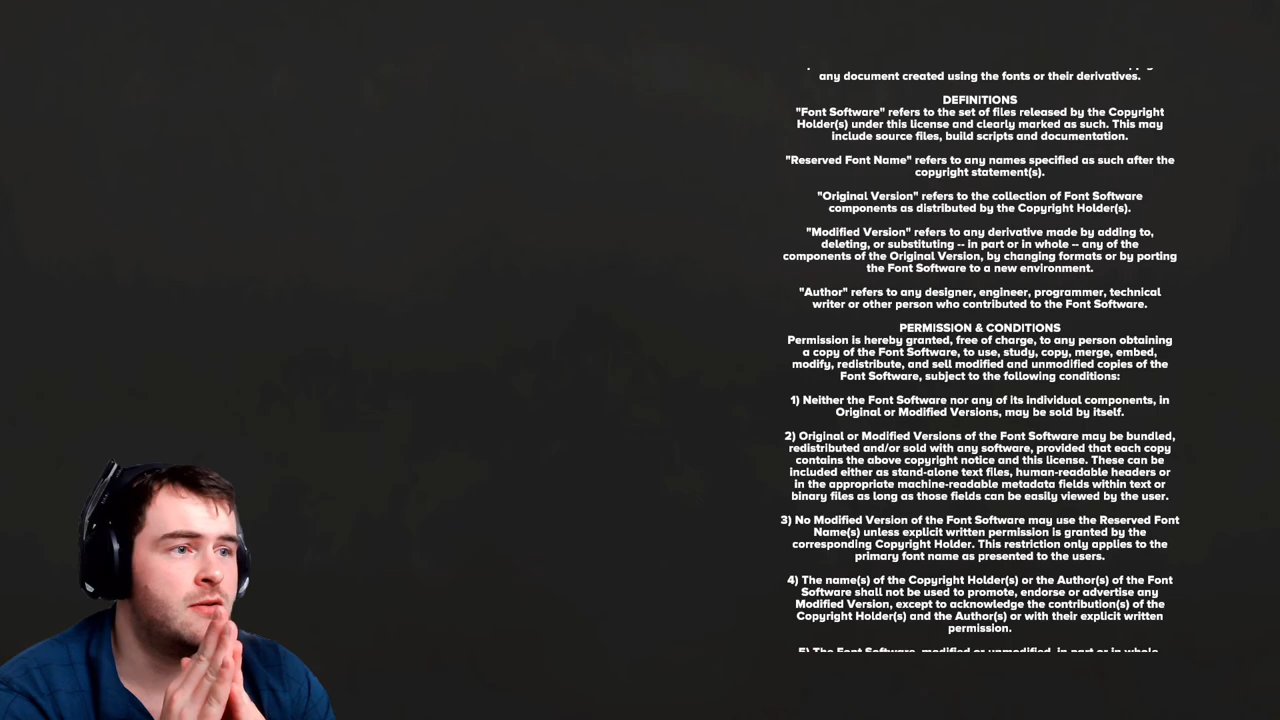 any document created using the fonts or their derivatives.
DEFINITIONS
"Font Software" refers to the set of files released by the Copyright
Holder(s) under this license and clearly marked as such. This may
include source files, build scripts and documentation.
"Reserved Font Name" refers to any names specified as such after the
copyright statement(s).
"Original Version" refers to the collection of Font Software
components as distributed by the Copyright Holder(s).
"Modified Version" refers to any derivative made by adding to,
deleting, or substituting -- in part or in whole -- any of the
components of the Original Version, by changing formats or by porting
the Font Software to a new environment.
"Author" refers to any designer, engineer, programmer, technical
writer or other person who contributed to the Font Software.
PERMISSION & CONDITIONS
Permission is hereby granted, free of charge, to any person obtaining
a copy of the Font Software, to use, study, copy, merge, embed,
modify, redistribute, and sell modified and unmodified copies of the
Font Software, subject to the following conditions:
1) Neither the Font Software nor any of its individual components, in
Original or Modified Versions, may be sold by itself.
2) Original or Modified Versions of the Font Software may be bundled,
redistributed and/or sold with any software, provided that each copy
contains the above copyright notice and this license. These can be
included either as stand-alone text files, human-readable headers or
in the appropriate machine-readable metadata fields within text or
binary files as long as those fields can be easily viewed by the user.
3) No Modified Version of the Font Software may use the Reserved Font
Name(s) unless explicit written permission is granted by the
corresponding Copyright Holder. This restriction only applies to the
primary font name as presented to the users.
4) The name(s) of the Copyright Holder(s) or the Author(s) of the Font
Software shall not be used to promote, endorse or advertise any
Modified Version, except to acknowledge the contribution(s) of the
Copyright Holder(s) and the Author(s) or with their explicit written
permission.
5) The Font Software, modified or unmodified, in part or in whole